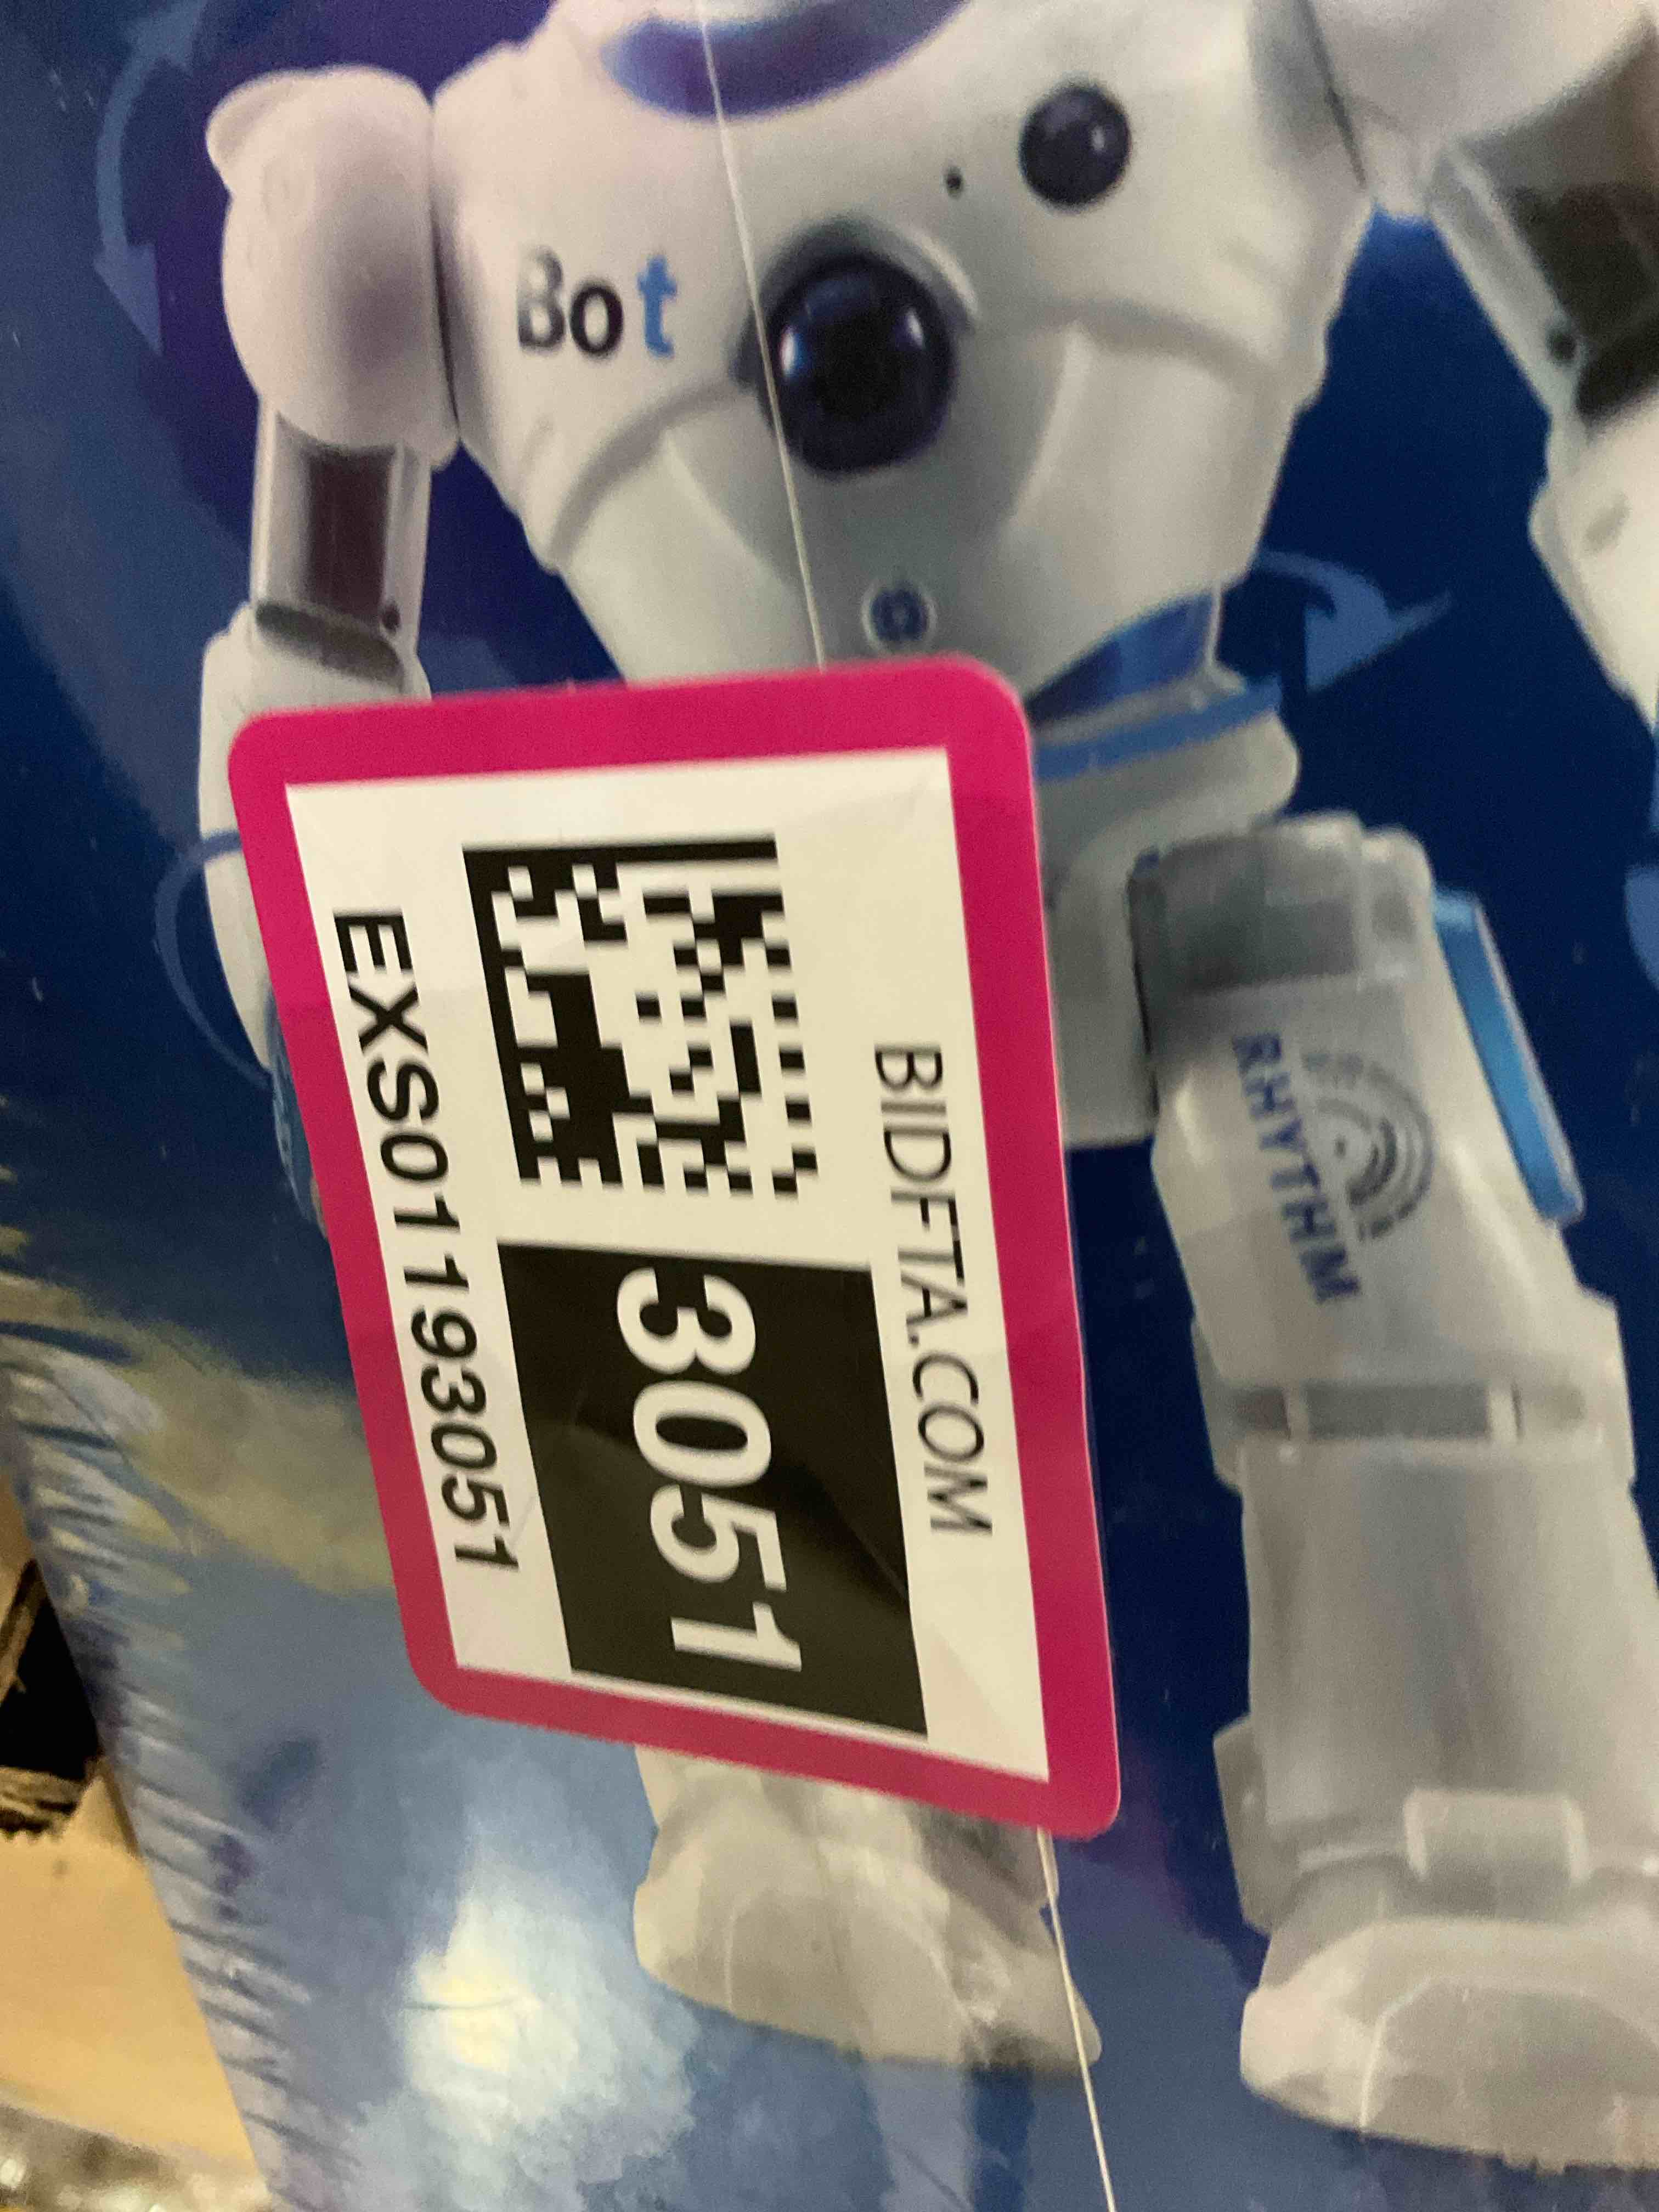 Bot
BIDFTA.COM
3051
EXS01193051
RHYTHM